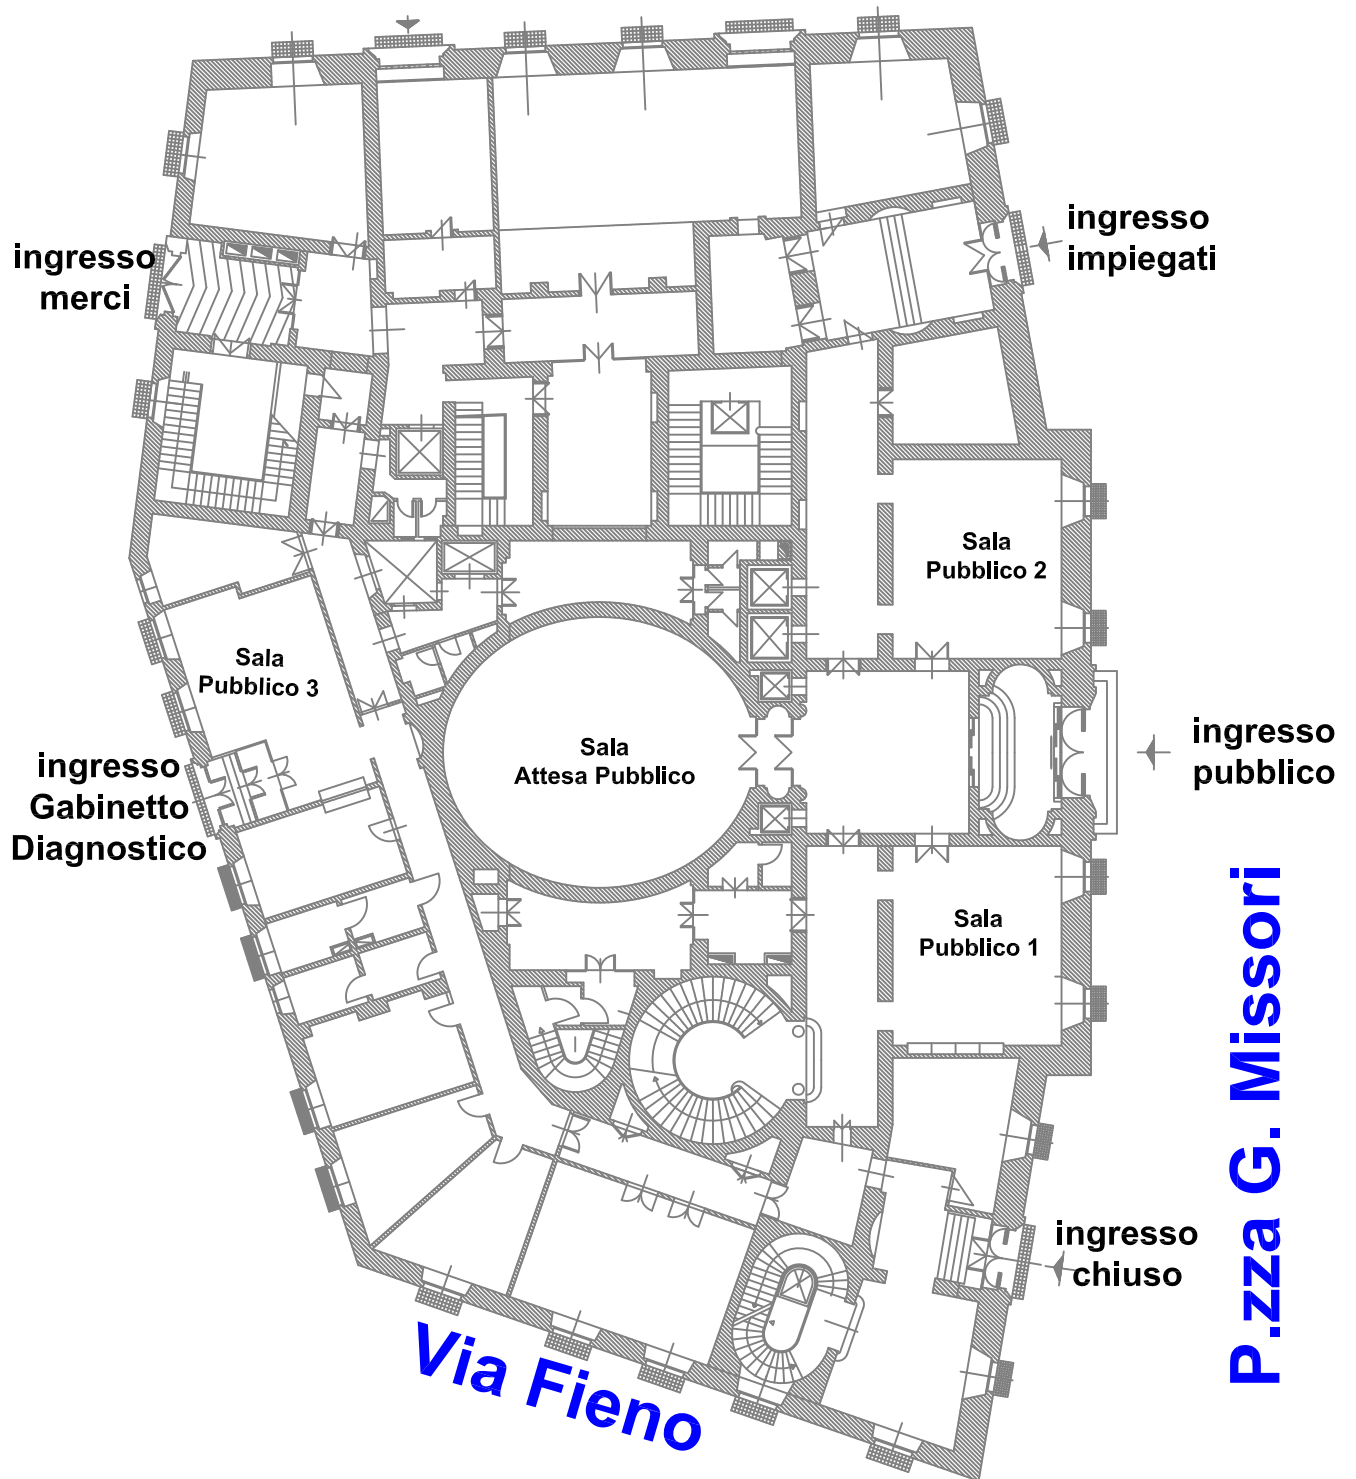 ingresso
impiegati
ingresso
merci
Sala
Pubblico 2
Sala
Pubblico 3
Sala
Attesa Pubblico
ingresso
pubblico
ingresso
Gabinetto
Diagnostico
Sala
Pubblico 1
P.zza G. Missori
ingresso
chiuso
Via Fieno